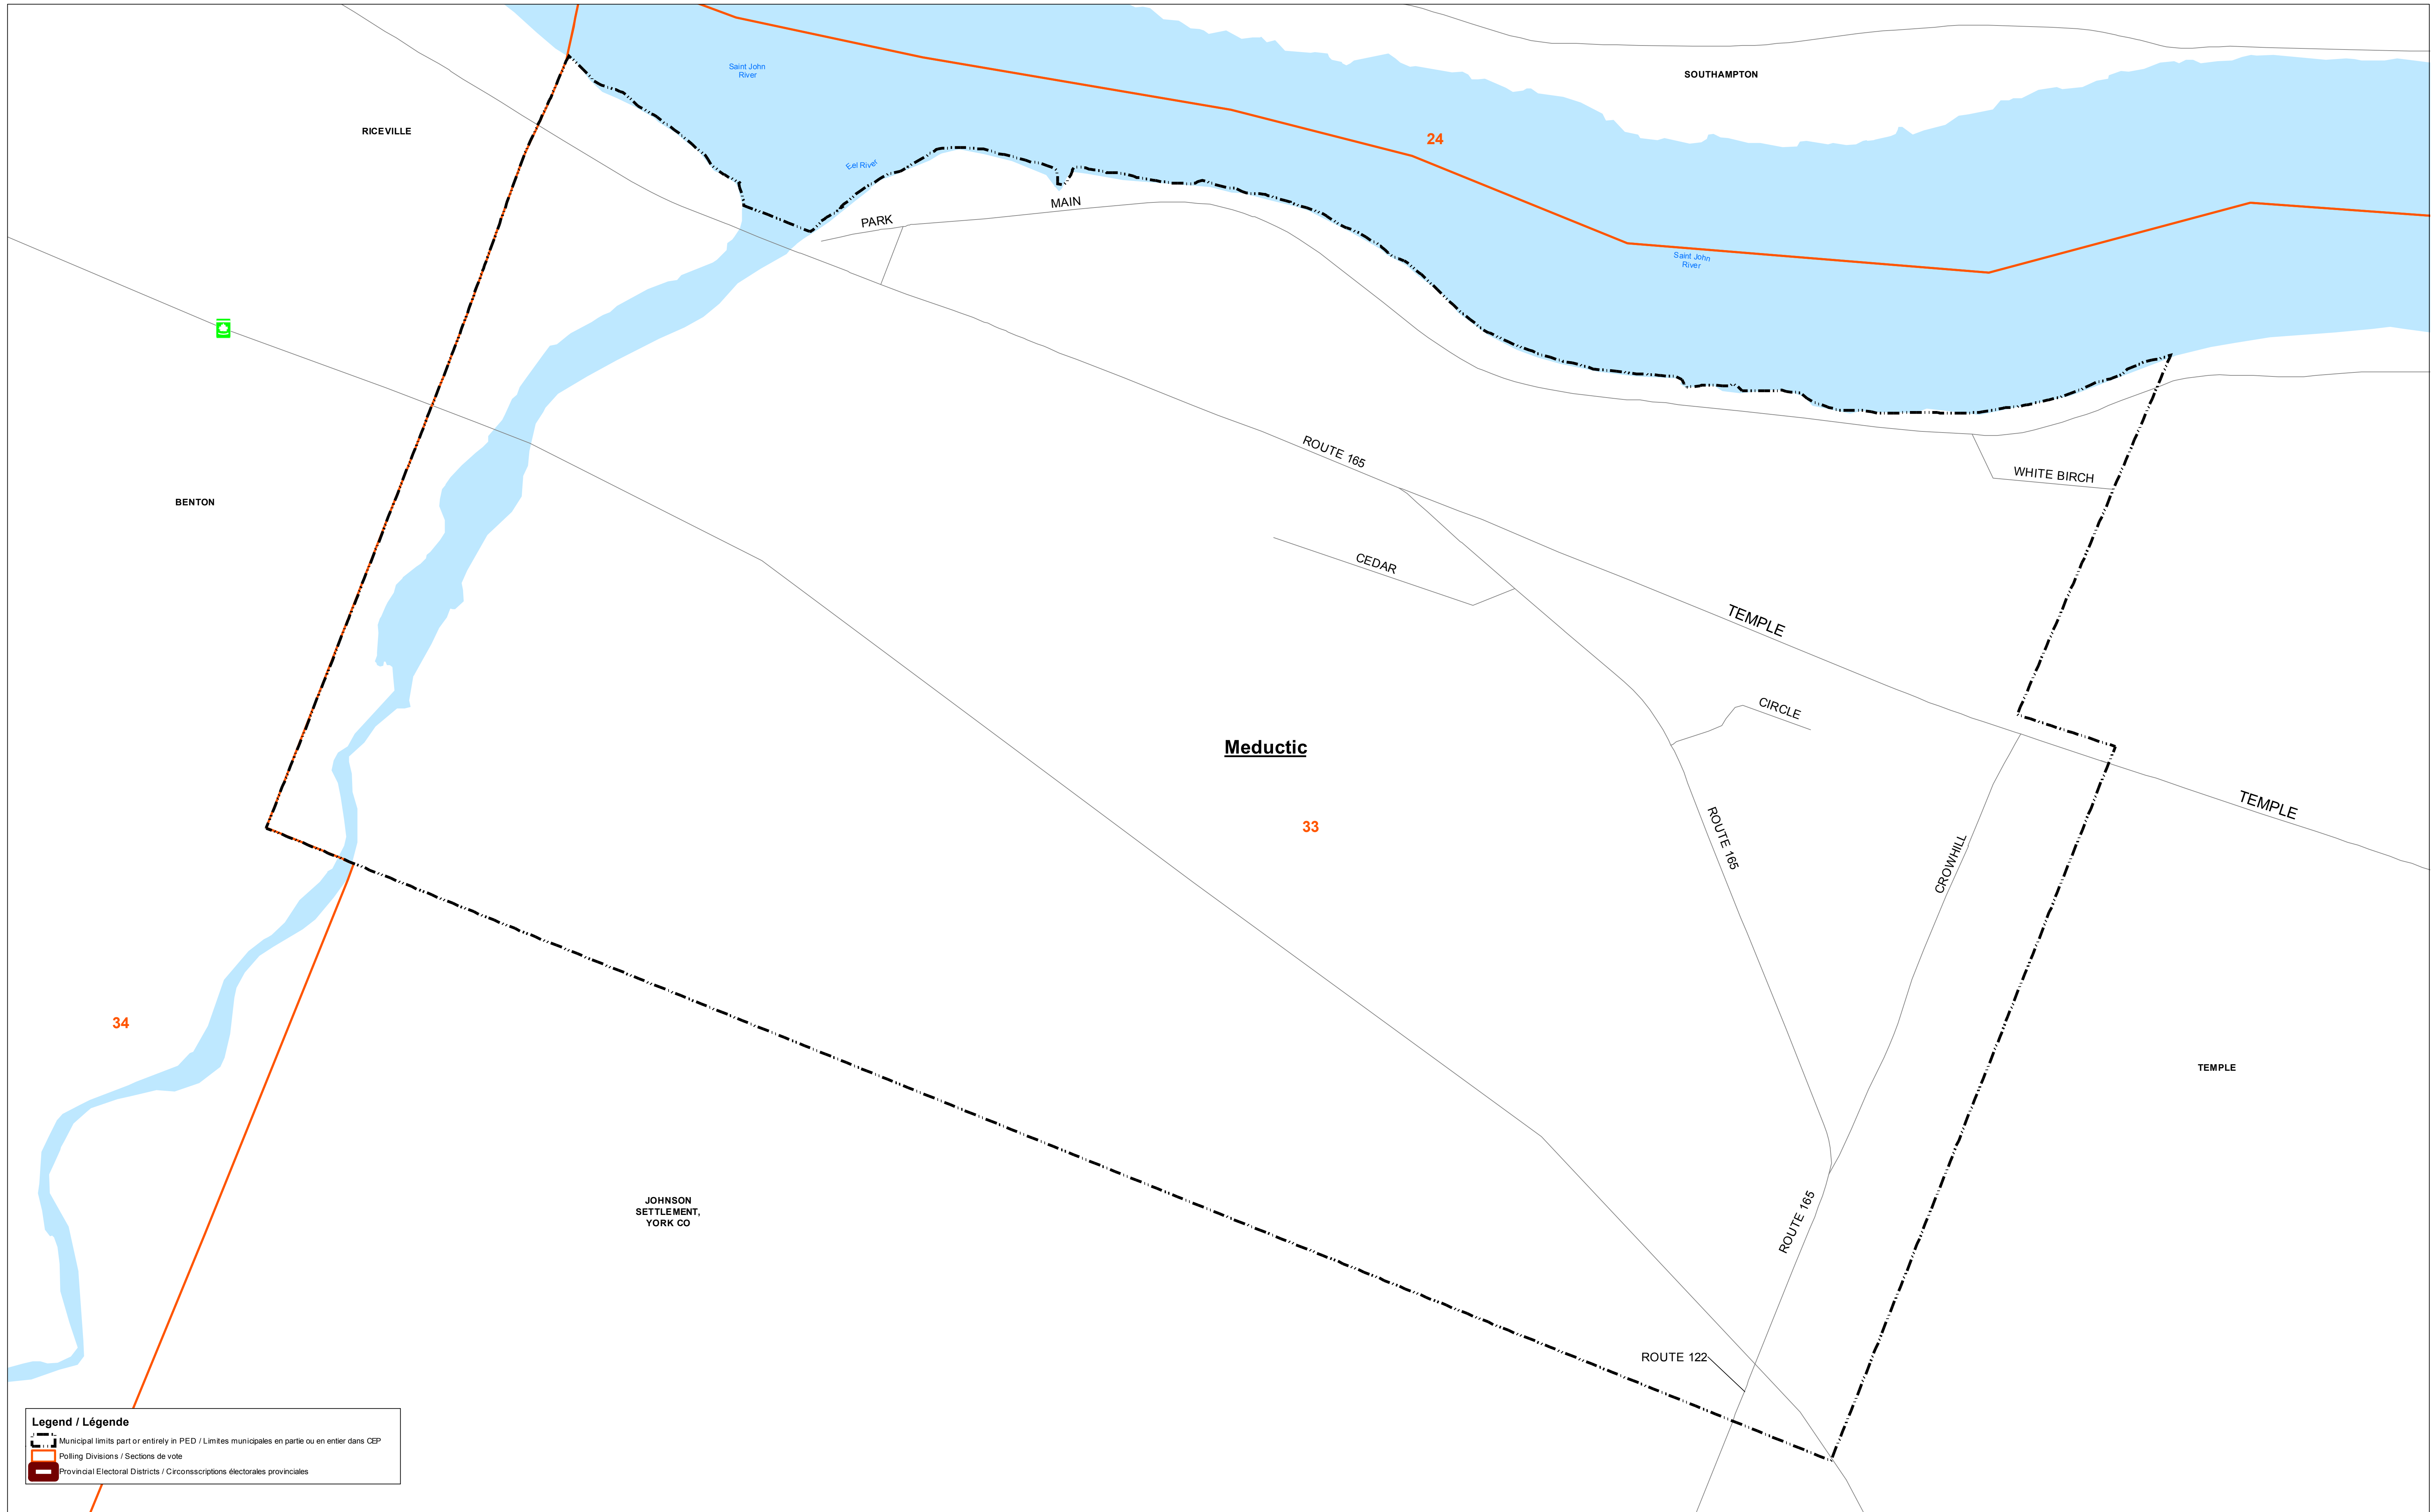 Saint John
River
SOUTHAMPTON
RICEVILLE
24
Eel River
MAIN
PARK
Saint John
River
ROUTE 165
WHITE BIRCH
BENTON
CEDAR
TEMPLE
CIRCLE
Meductic
TEMPLE
33
ROUTE 165
CROWHILL
34
TEMPLE
JOHNSON
SETTLEMENT,
YORK CO
ROUTE 165
ROUTE 122
Legend / Légende
Municipal limits part or entirely in PED / Limites municipales en partie ou en entier dans CEP
Polling Divisions / Sections de vote
Provincial Electoral Districts / Circonsscriptions électorales provinciales